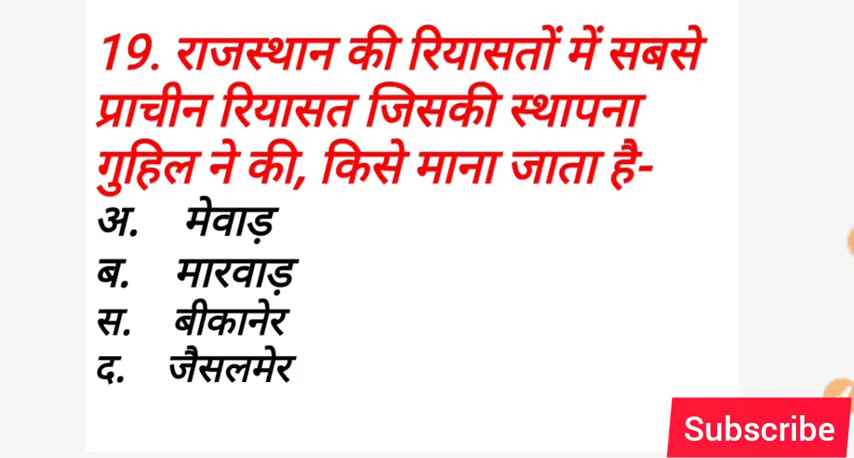 19. राजस्थान की रियासतों में सबसे
प्राचीन रियासत जिसकी स्थापना
गुहिल ने की, किसे माना जाता है-
अ. मेवाड़
ब. मारवाड़
स. बीकानेर
द. जैसलमेर
Subscribe